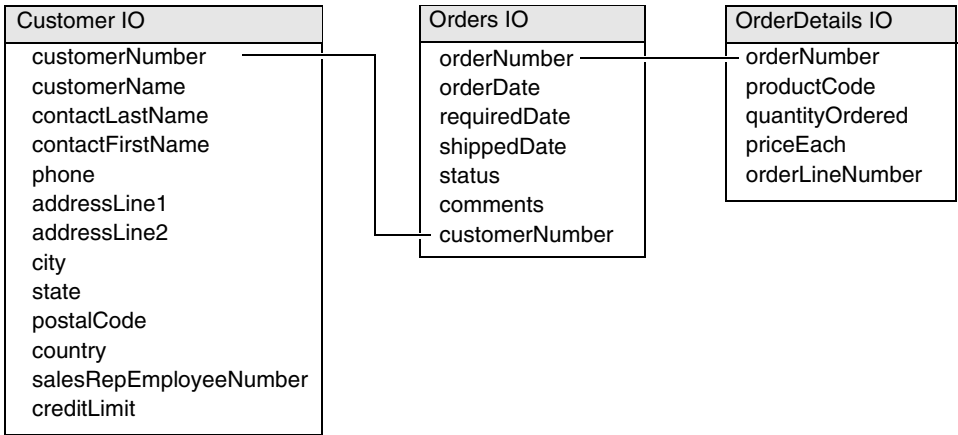 Customer IO
customerNumber
customerName
contactLastName
contactFirstName
phone
addressLine1
addressLine2
city
state
postalCode
country
salesRepEmployeeNumber
creditLimit
Orders IO
orderNumber
orderDate
requiredDate
shippedDate
status
comments
customerNumber
OrderDetails IO
orderNumber
productCode
quantityOrdered
priceEach
orderLineNumber